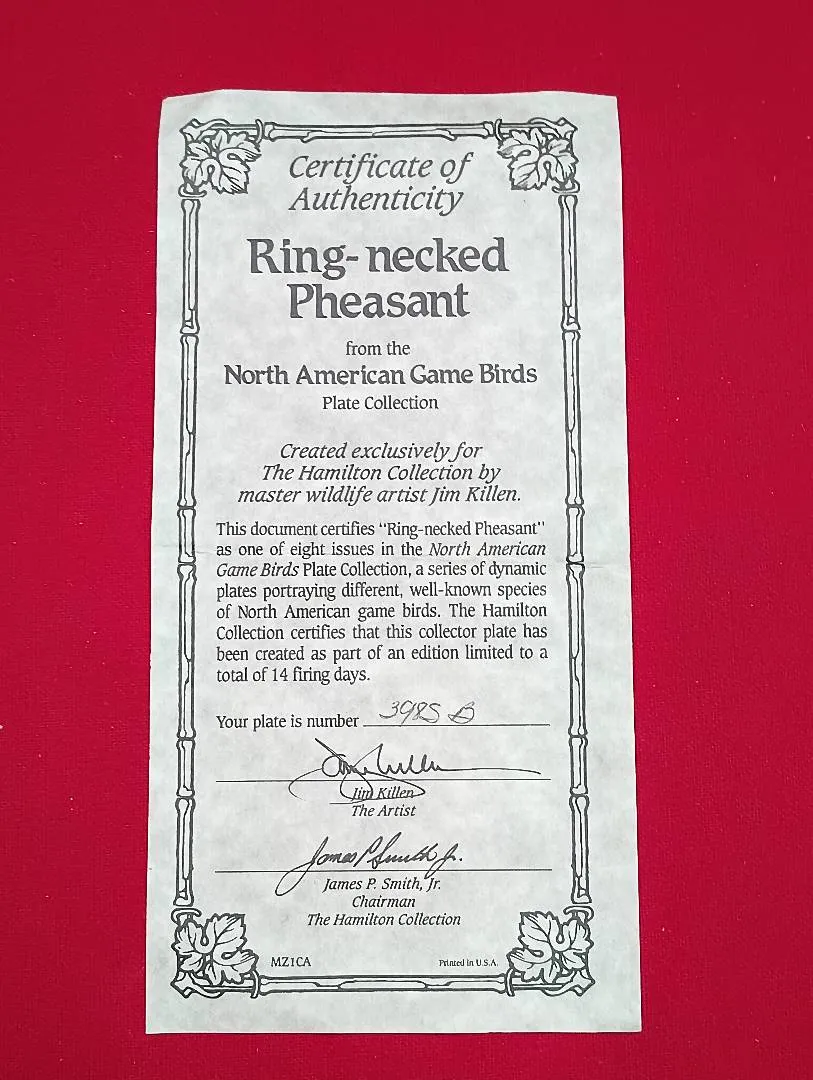 Certificate of
Authenticity
Ring-necked
Pheasant
from the
North American Game Birds
Plate Collection
Created exclusively for
The Hamilton Collection by
master wildlife artist Jim Killen.
This document certifies "Ring-necked Pheasant"
as one of eight issues in the North American
Game Birds Plate Collection, a series of dynamic
plates portraying different, well-known species
of North American game birds. The Hamilton
Collection certifies that this collector plate has
been created as part of an edition limited to a
total of 14 firing days.
Your plate is number 3985 B
Jim Killen
Jim Killen
The Artist
James P. Smith Jr.
James P. Smith, Jr.
Chairman
The Hamilton Collection
MZ1CA Printed in U.S.A.